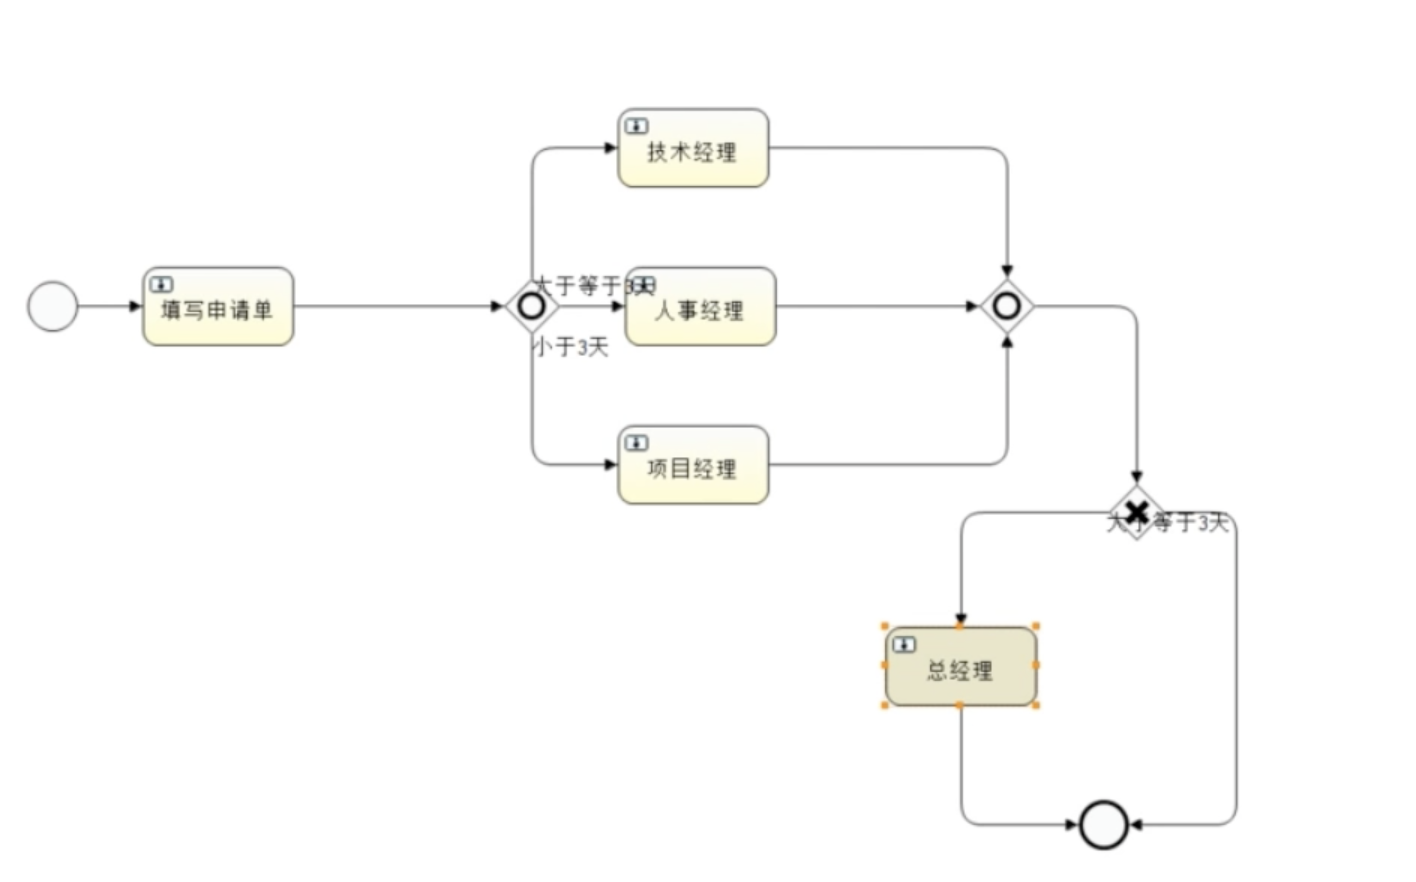 技术经理
填写申请单
大于等于3天
人事经理
小于3天
项目经理
大于等于3天
总经理